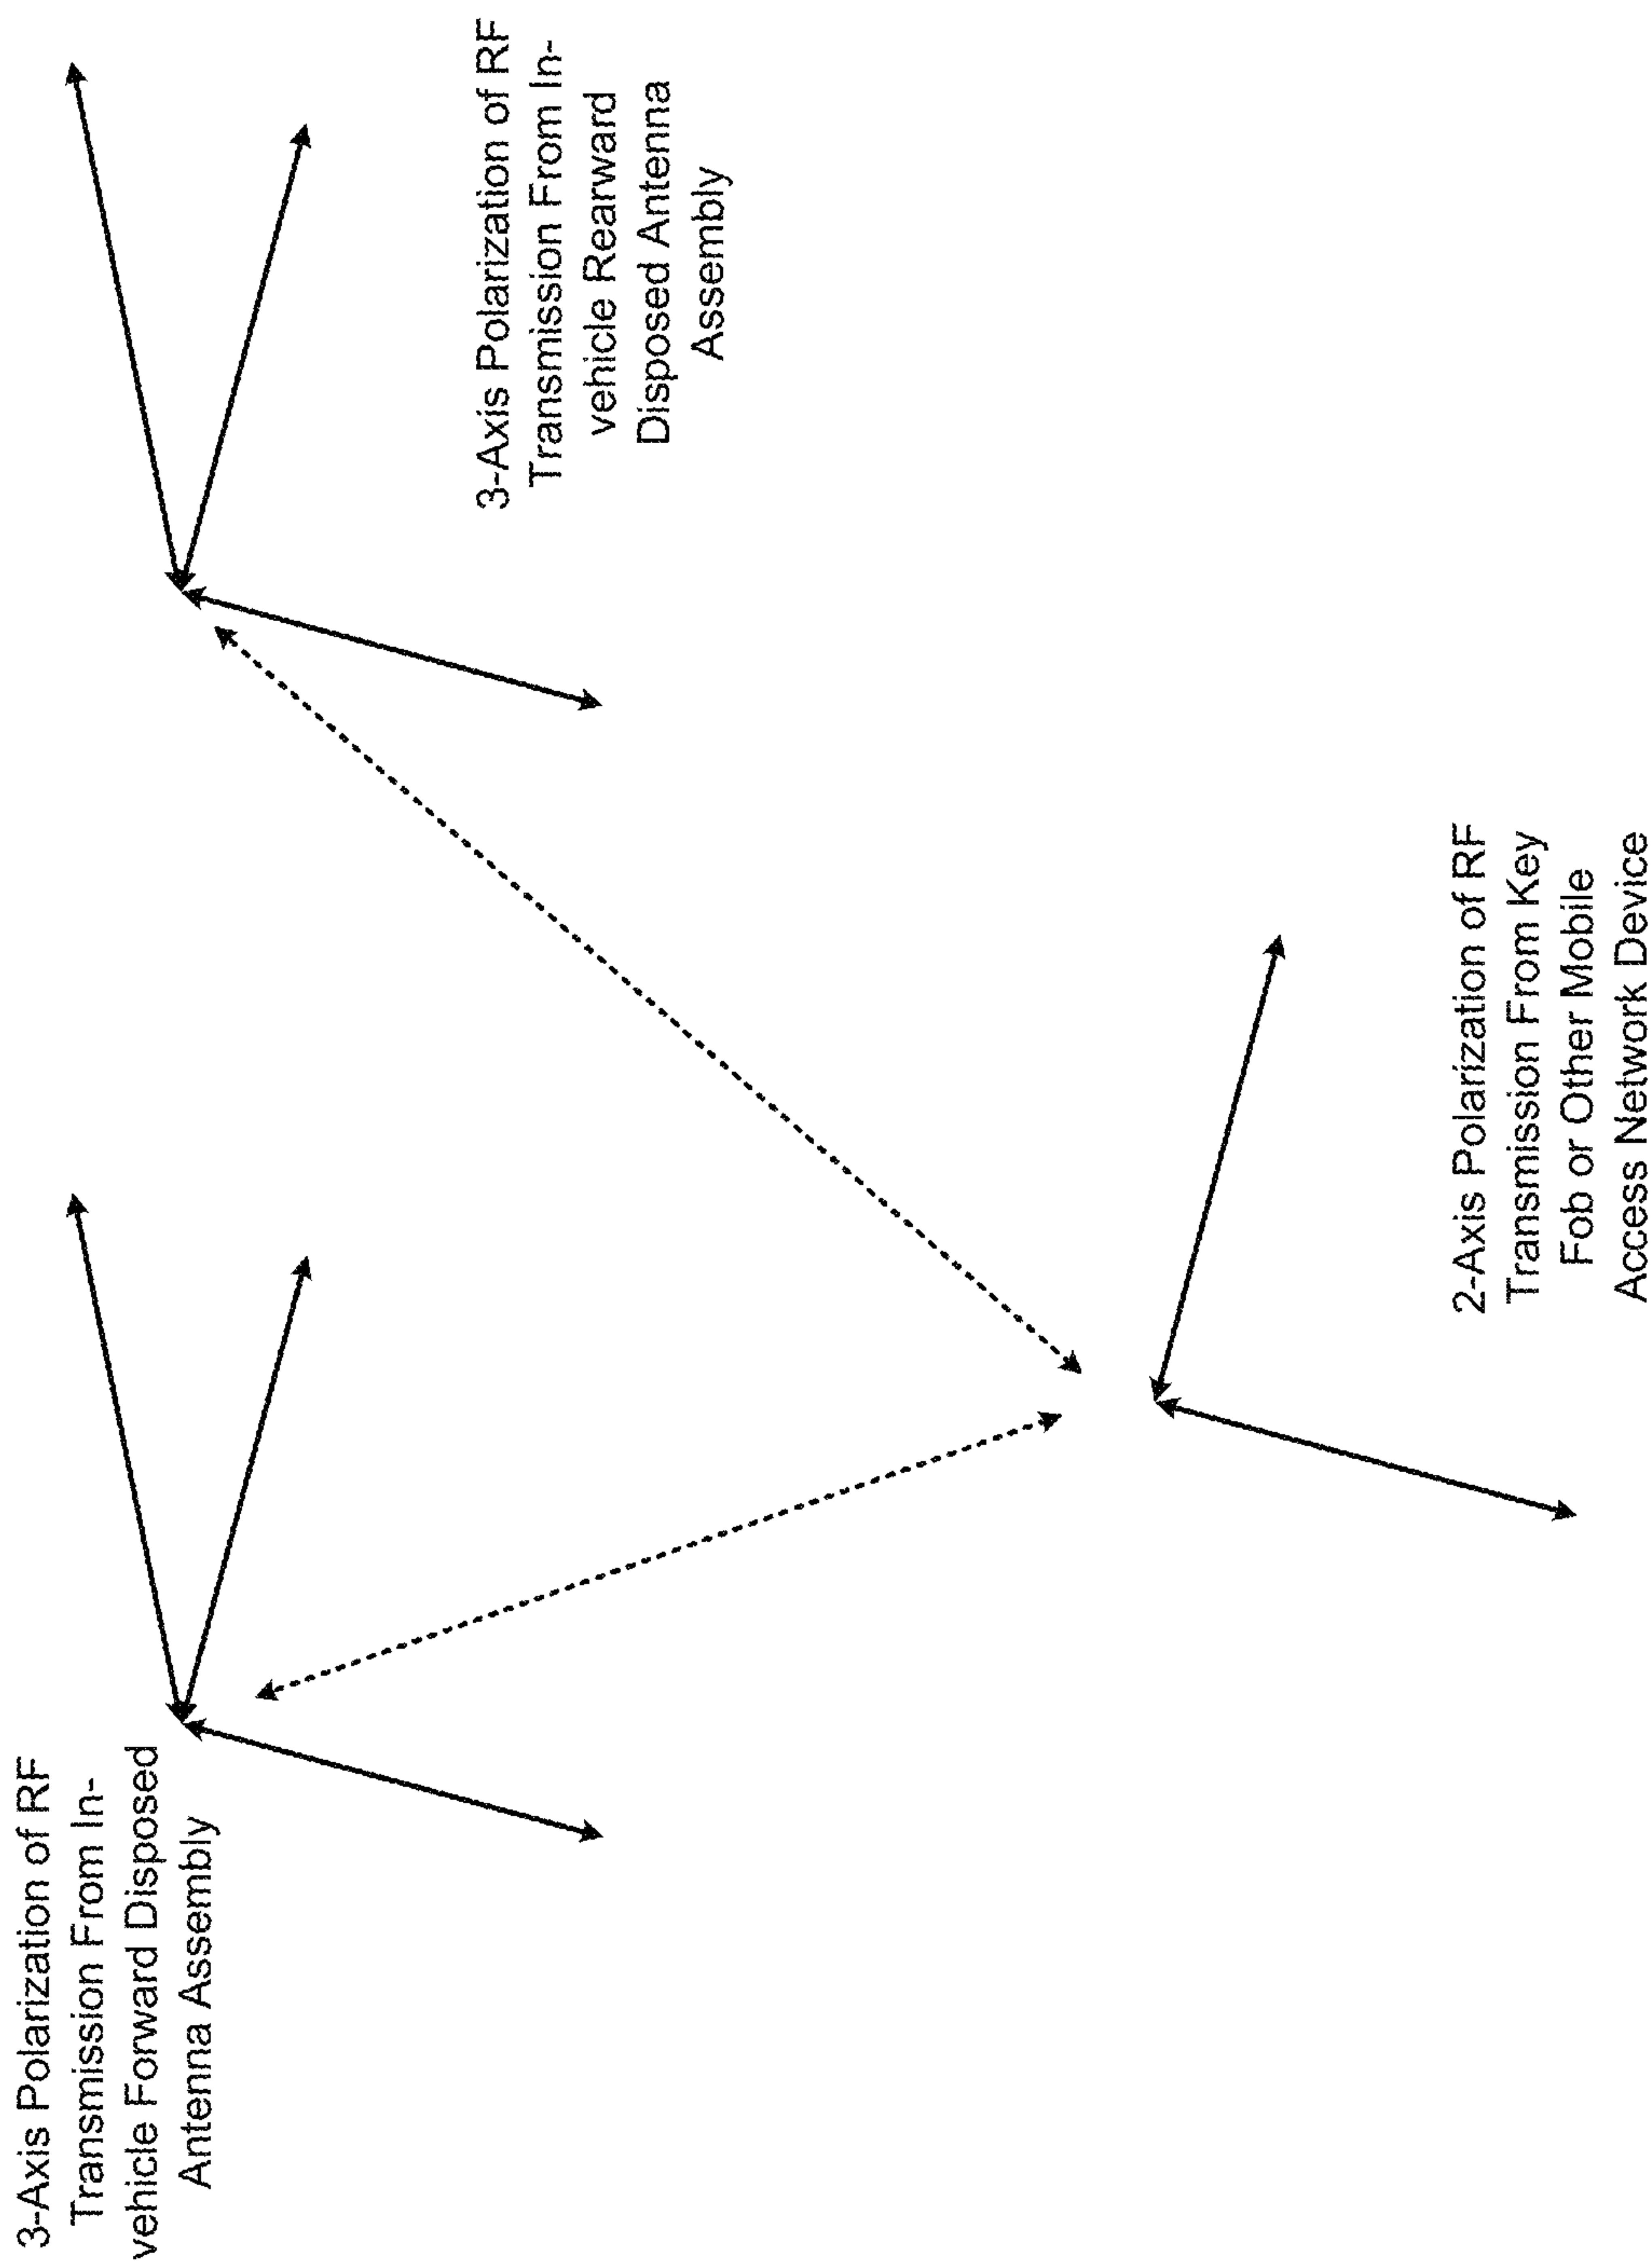 3-Axis Polarization of RF
Transmission From In-
vehicle Forward Disposed
Antenna Assembly
3-Axis Polarization of RF
Transmission From In-
vehicle Rearward
Disposed Antenna
Assembly
2-Axis Polarization of RF
Transmission From Key
Fob or Other Mobile
Access Network Device